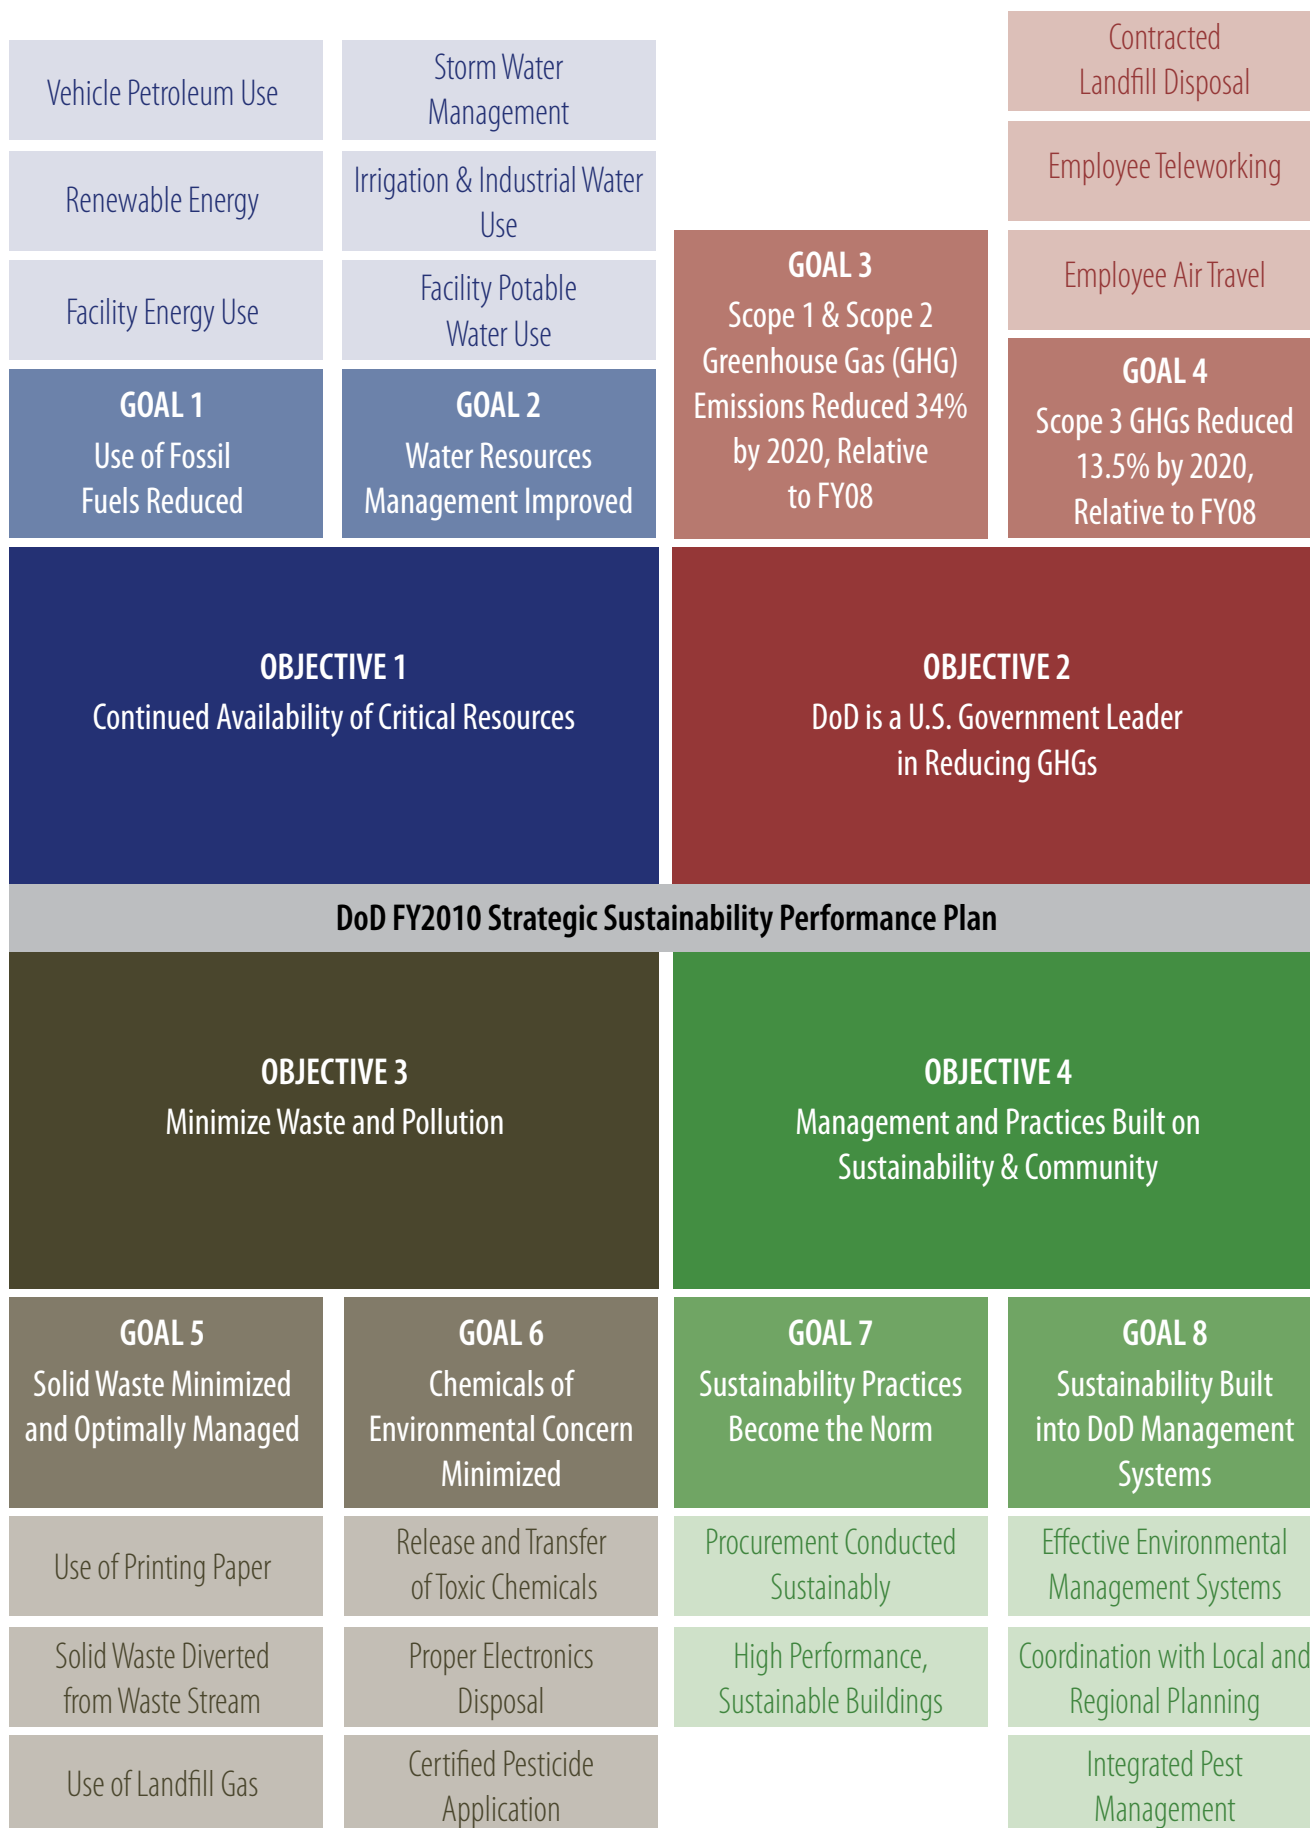 Vehicle Petroleum Use
Renewable Energy
Facility Energy Use
GOAL 1
Use of Fossil
Fuels Reduced
Storm Water
Management
Irrigation & Industrial Water
Use
Facility Potable
Water Use
GOAL 2
Water Resources
Management Improved
GOAL 3
Scope 1 & Scope 2
Greenhouse Gas (GHG)
Emissions Reduced 34%
by 2020, Relative
to FY08
Contracted
Landfill Disposal
Employee Teleworking
Employee Air Travel
GOAL 4
Scope 3 GHGs Reduced
13.5% by 2020,
Relative to FY08
OBJECTIVE 1
Continued Availability of Critical Resources
OBJECTIVE 2
DoD is a U.S. Government Leader
in Reducing GHGs
DoD FY2010 Strategic Sustainability Performance Plan
OBJECTIVE 3
Minimize Waste and Pollution
OBJECTIVE 4
Management and Practices Built on
Sustainability & Community
GOAL 5
Solid Waste Minimized
and Optimally Managed
Use of Printing Paper
Solid Waste Diverted
from Waste Stream
Use of Landfill Gas
GOAL 6
Chemicals of
Environmental Concern
Minimized
Release and Transfer
of Toxic Chemicals
Proper Electronics
Disposal
Certified Pesticide
Application
GOAL 7
Sustainability Practices
Become the Norm
Procurement Conducted
Sustainably
High Performance,
Sustainable Buildings
GOAL 8
Sustainability Built
into DoD Management
Systems
Effective Environmental
Management Systems
Coordination with Local and
Regional Planning
Integrated Pest
Management